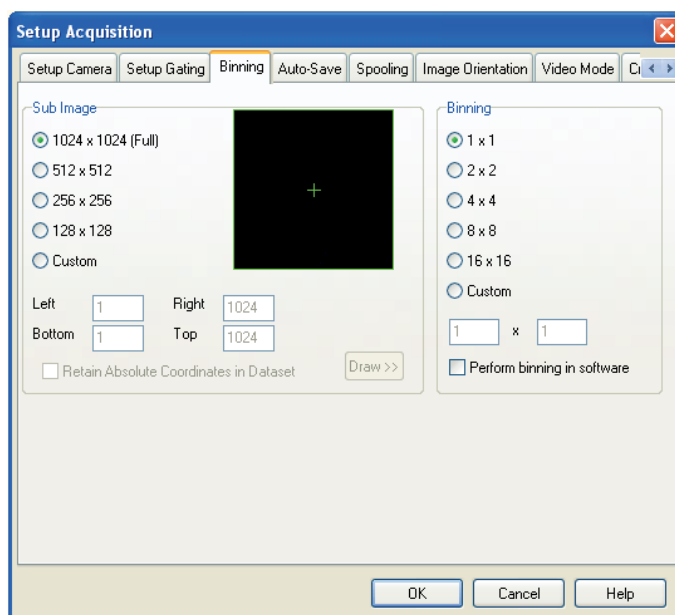 Setup Acquisition
Setup Camera Setup Gating Binning Auto-Save Spooling Image Orientation Video Mode
Sub Image
1024 x 1024 (Full)
512 x 512
256 x 256
128 x 128
Custom
Left 1 Right 1024
Bottom 1 Top 1024
Retain Absolute Coordinates in Dataset
Draw >>
Binning
1 x 1
2 x 2
4 x 4
8 x 8
16 x 16
Custom
1 x 1
Perform binning in software
OK Cancel Help